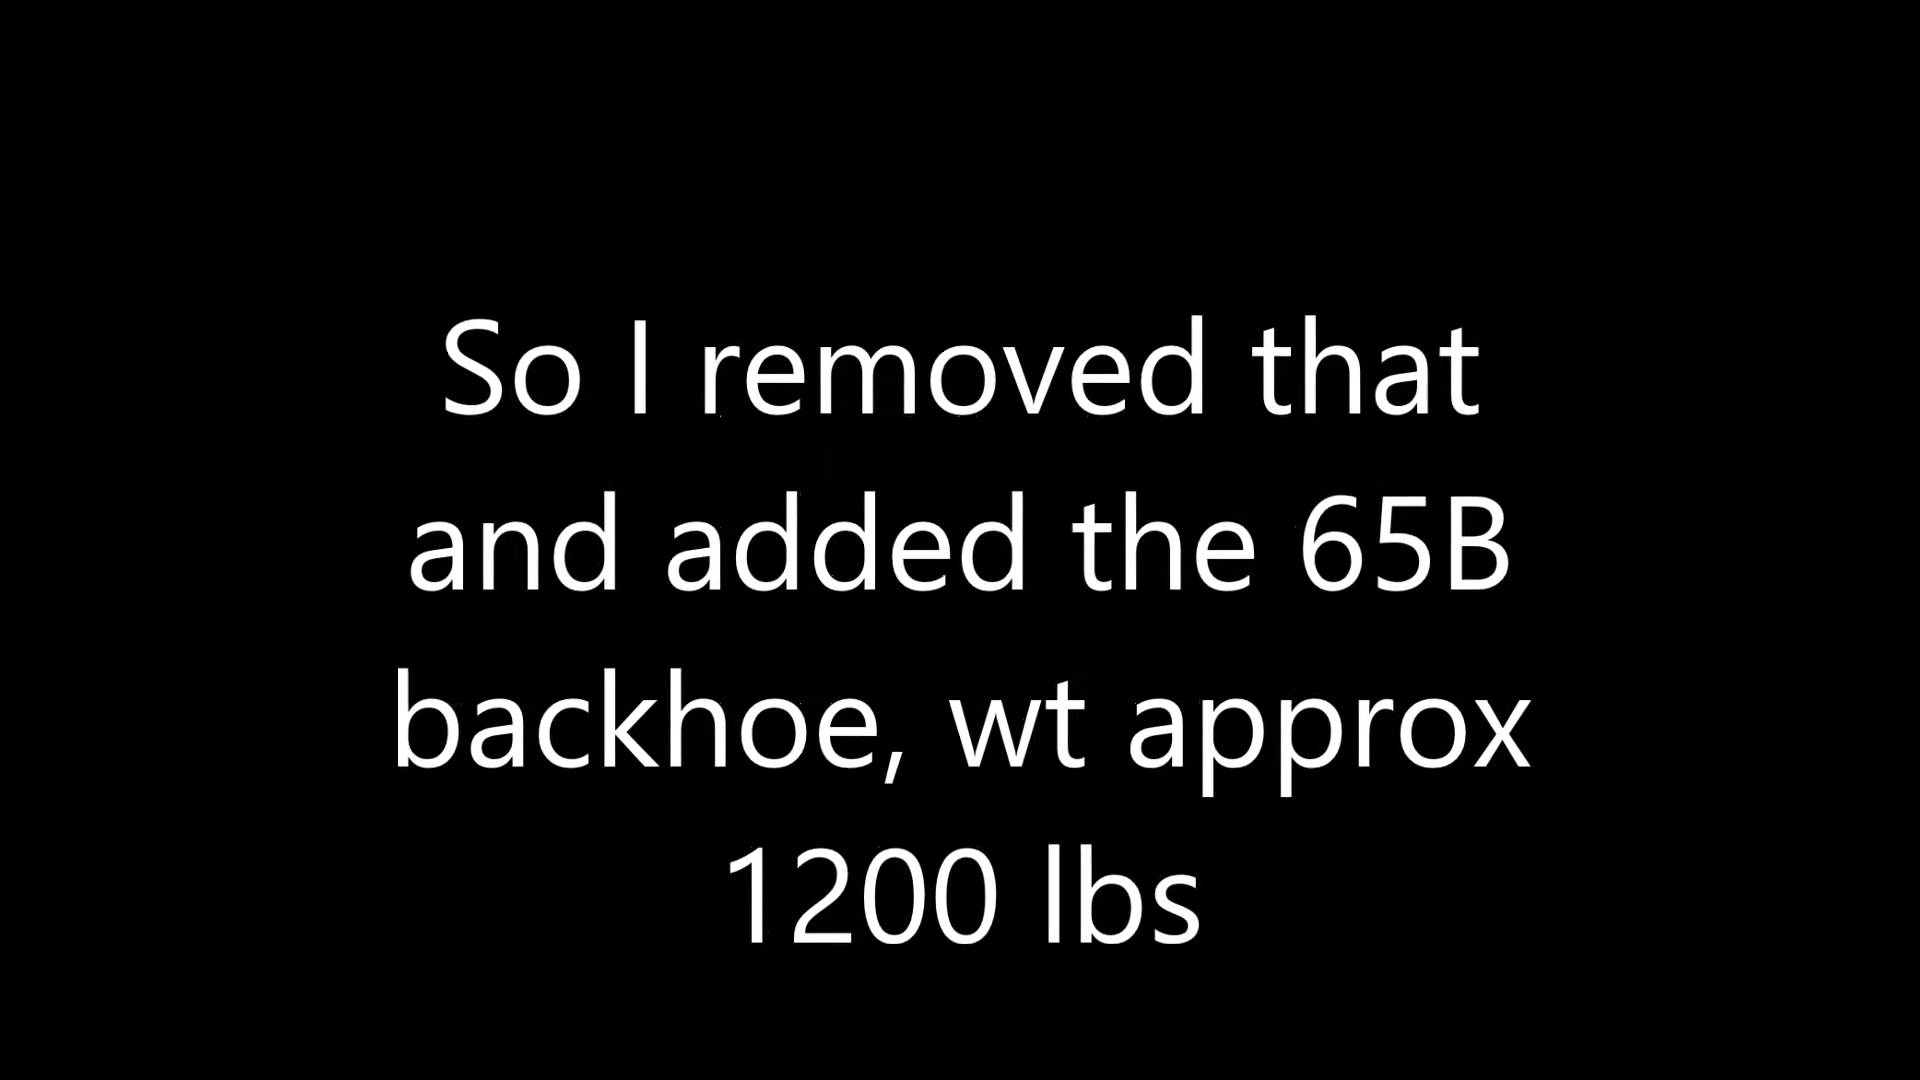 So I removed that
and added the 65B
backhoe, wt approx
1200 lbs